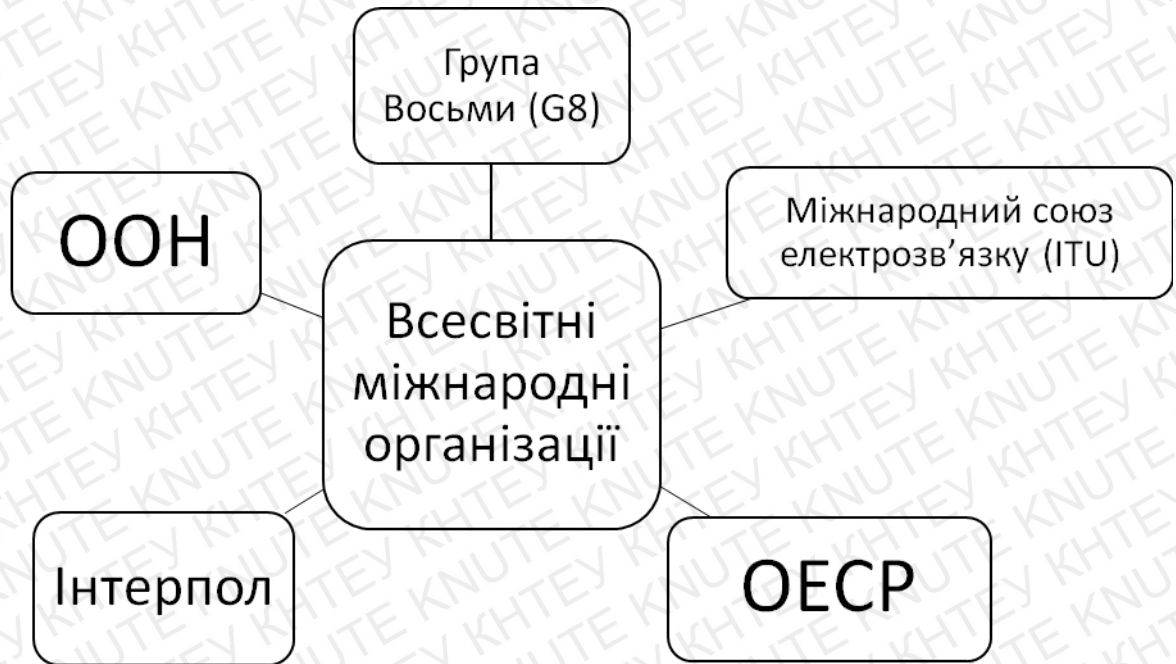 Група
Восьми (G8)
ООН
Міжнародний союз
електрозв’язку (ITU)
Всесвітні
міжнародні
організації
Інтерпол
ОЕСР